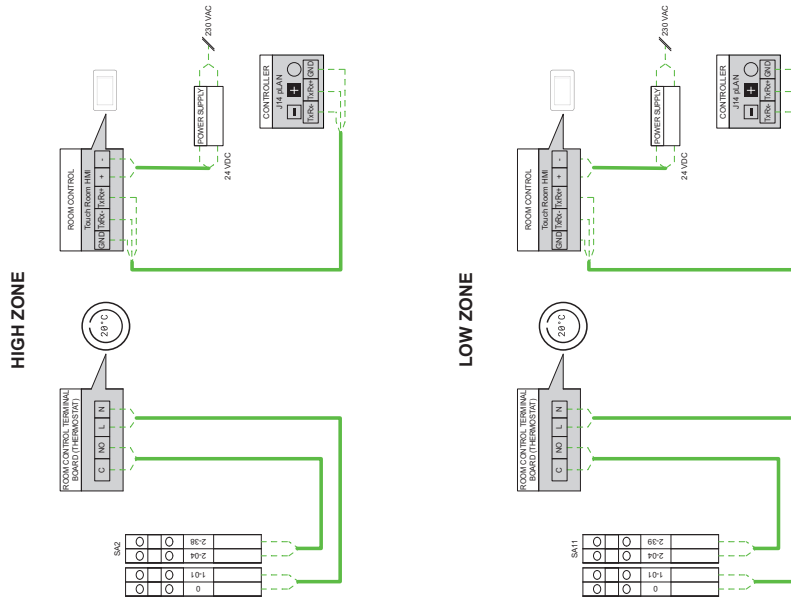 HIGH ZONE
ROOM CONTROL
Touch Room HMI
GND TxRx- TxRx+ + -
POWER SUPPLY
230 VAC
24 VDC
CONTROLLER
J14 pLAN
TxRx- TxRx+ GND
ROOM CONTROL TERMINAL
BOARD (THERMOSTAT)
C NO L N
20°C
SA2
2-38
2-04
1-01
0
LOW ZONE
ROOM CONTROL
Touch Room HMI
GND TxRx- TxRx+ + -
POWER SUPPLY
230 VAC
24 VDC
CONTROLLER
J14 pLAN
TxRx- TxRx+ GND
ROOM CONTROL TERMINAL
BOARD (THERMOSTAT)
C NO L N
20°C
SA11
2-39
2-04
1-01
0